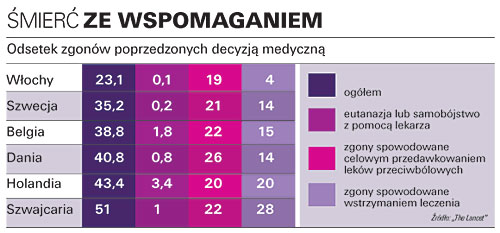 ŚMIERĆ ZE WSPOMAGANIEM
Odsetek zgonów poprzedzonych decyzją medyczną
Włochy 23,1 0,1 19 4
Szwecja 35,2 0,2 21 14
Belgia 38,8 1,8 22 15
Dania 40,8 0,8 26 14
Holandia 43,4 3,4 20 20
Szwajcaria 51 1 22 28
ogółem
eutanazja lub samobójstwo
z pomocą lekarza
zgony spowodowane
celowym przedawkowaniem
leków przeciwbólowych
zgony spowodowane
wstrzymaniem leczenia
Źródło: „The Lancet"